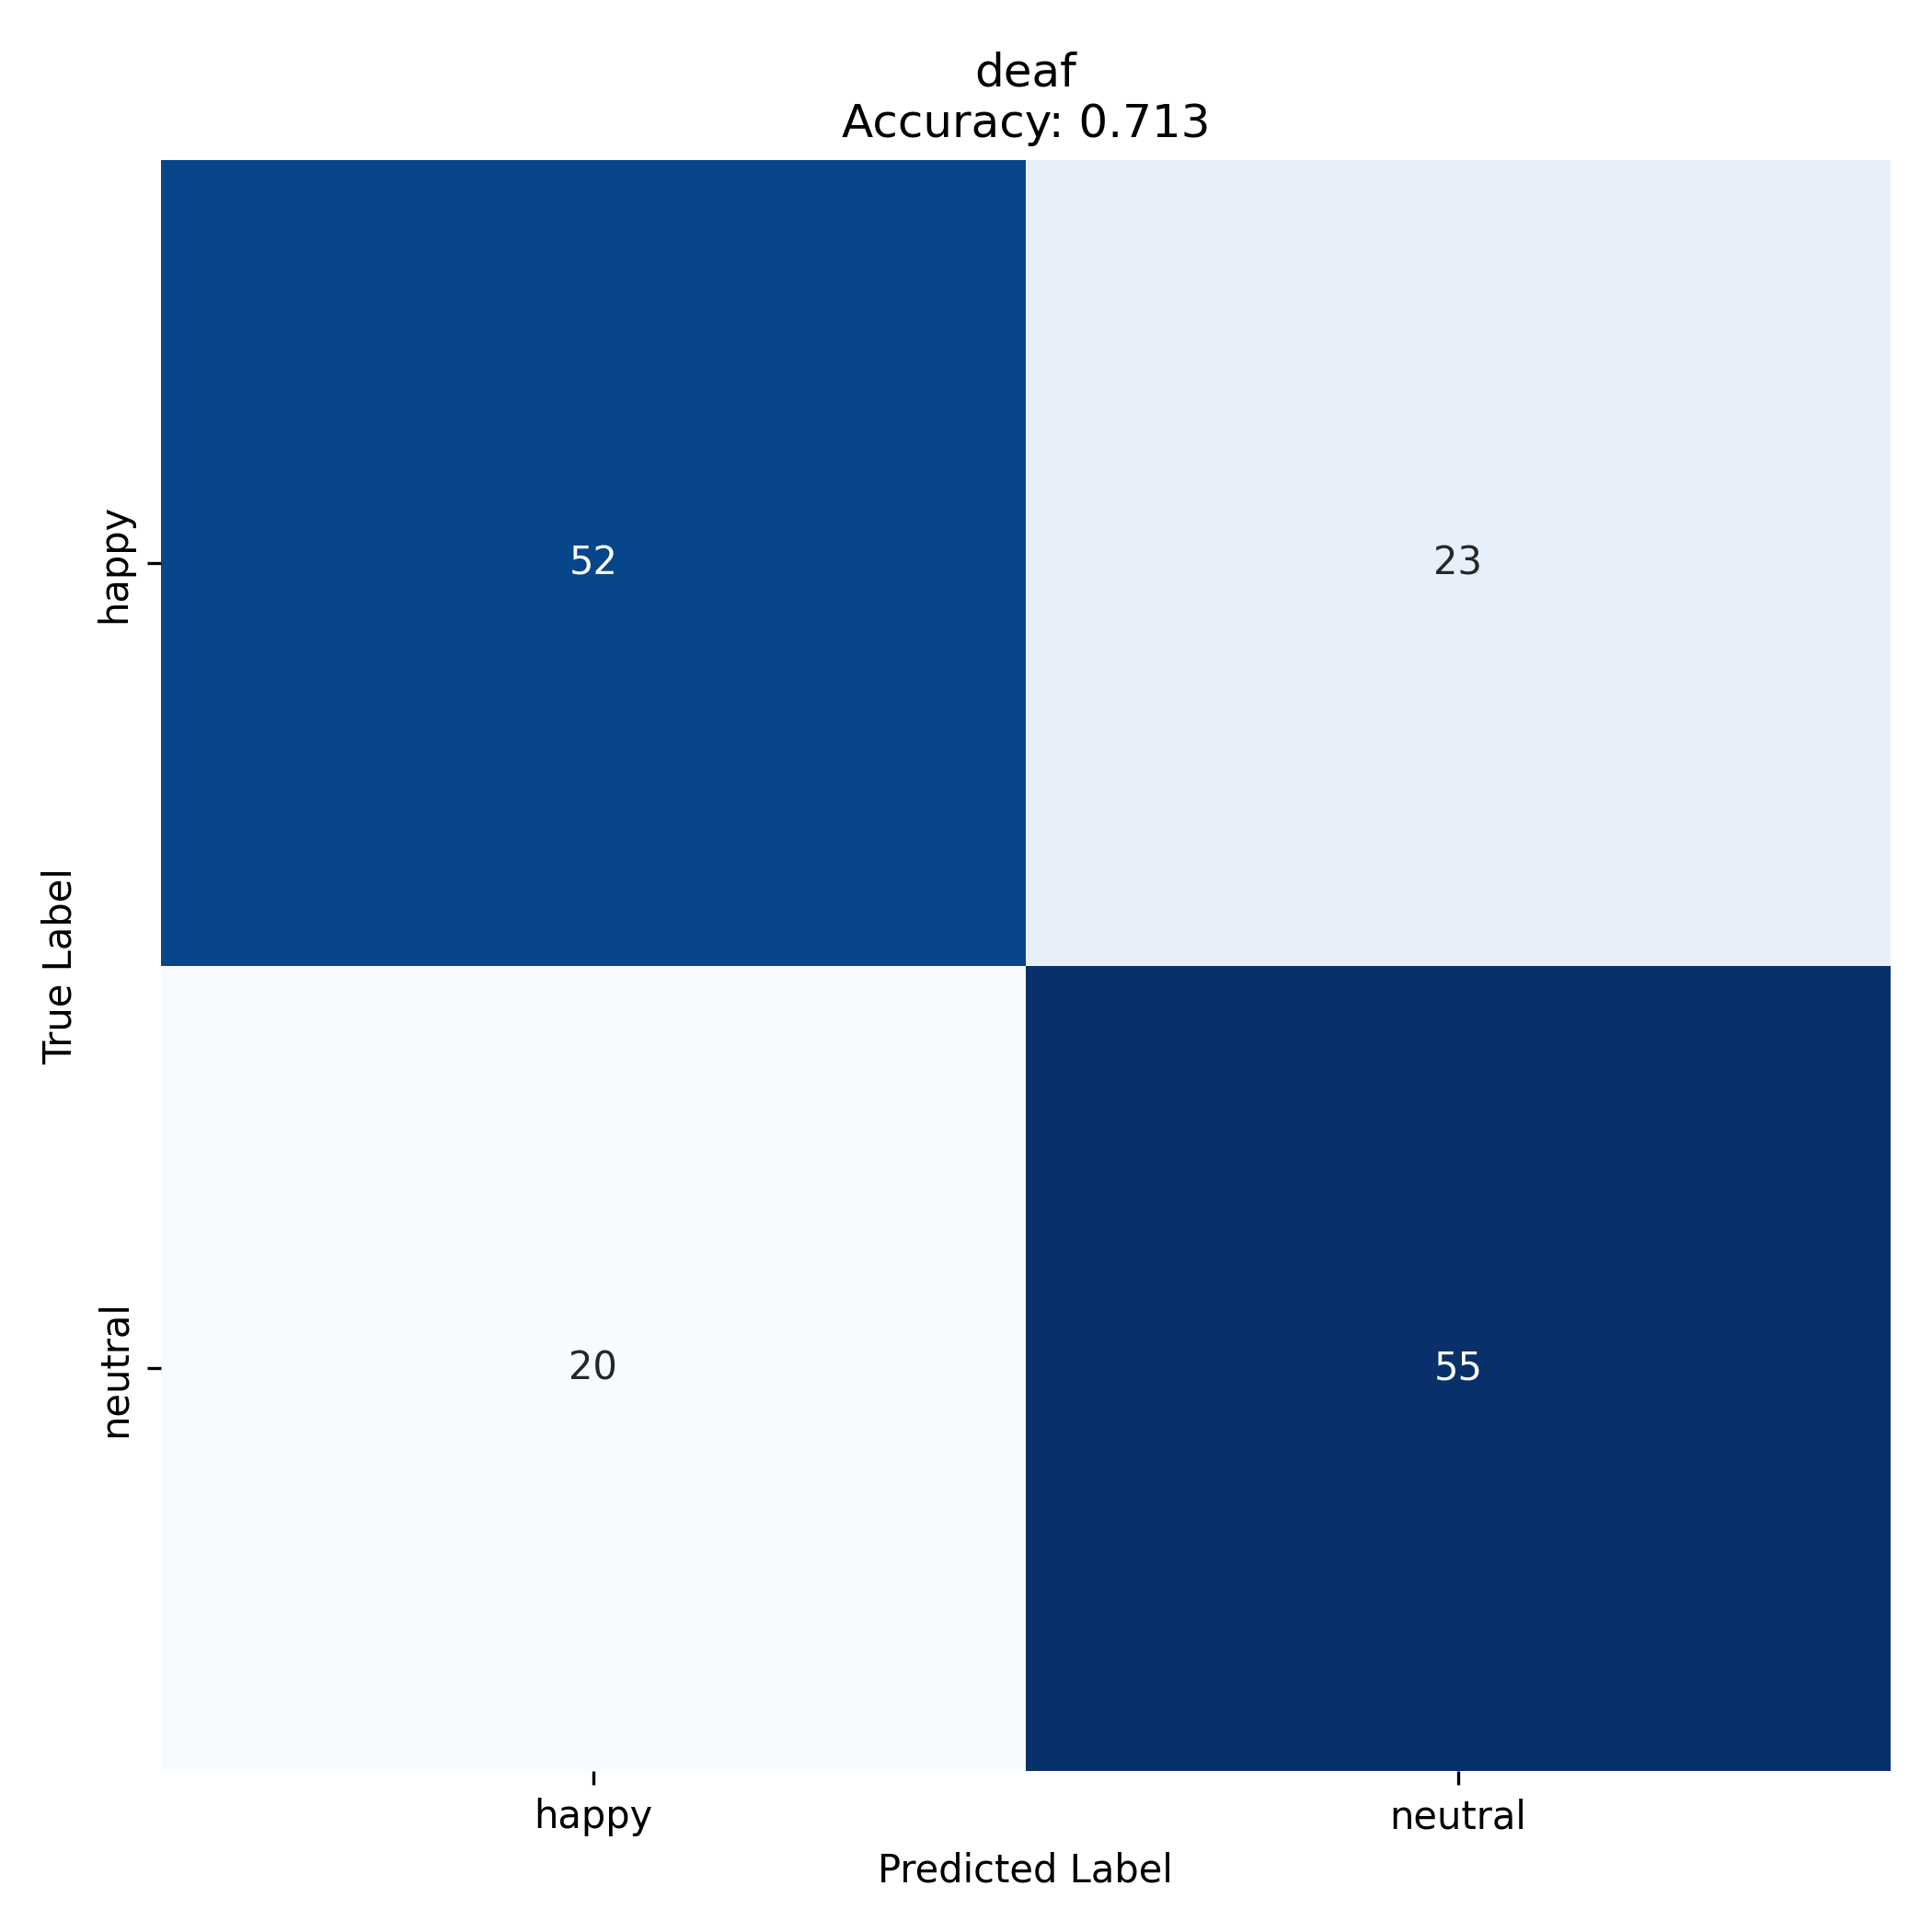 deaf
Accuracy: 0.713
True Label
happy
52
23
neutral
20
55
happy
neutral
Predicted Label